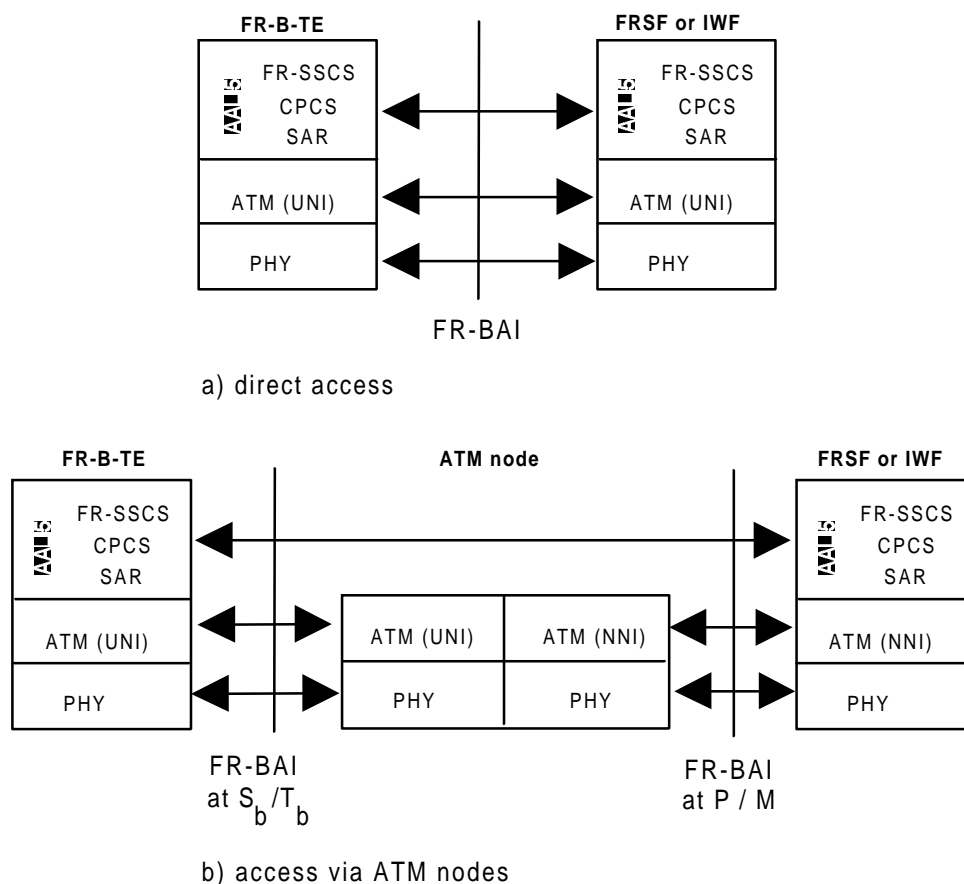 FR-B-TE
FRSF or IWF
AAL5
FR-SSCS
CPCS
SAR
ATM (UNI)
PHY
AAL5
FR-SSCS
CPCS
SAR
ATM (UNI)
PHY
FR-BAI
a) direct access
FR-B-TE
ATM node
FRSF or IWF
AAL5
FR-SSCS
CPCS
SAR
ATM (UNI)
PHY
ATM (UNI)
ATM (NNI)
PHY
PHY
AAL5
FR-SSCS
CPCS
SAR
ATM (NNI)
PHY
FR-BAI
at Sb/Tb
FR-BAI
at P / M
b) access via ATM nodes